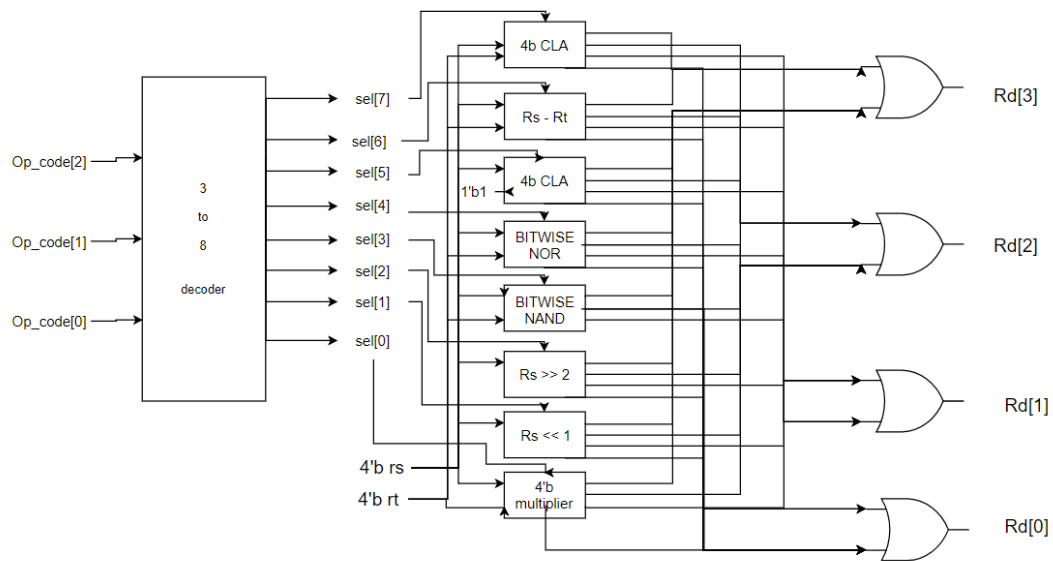 Op_code[2]
Op_code[1]
Op_code[0]
3
to
8
decoder
sel[7]
sel[6]
sel[5]
sel[4]
sel[3]
sel[2]
sel[1]
sel[0]
4'b rs
4'b rt
4b CLA
Rs - Rt
4b CLA
1'b1
BITWISE
NOR
BITWISE
NAND
Rs >> 2
Rs << 1
4'b
multiplier
Rd[3]
Rd[2]
Rd[1]
Rd[0]